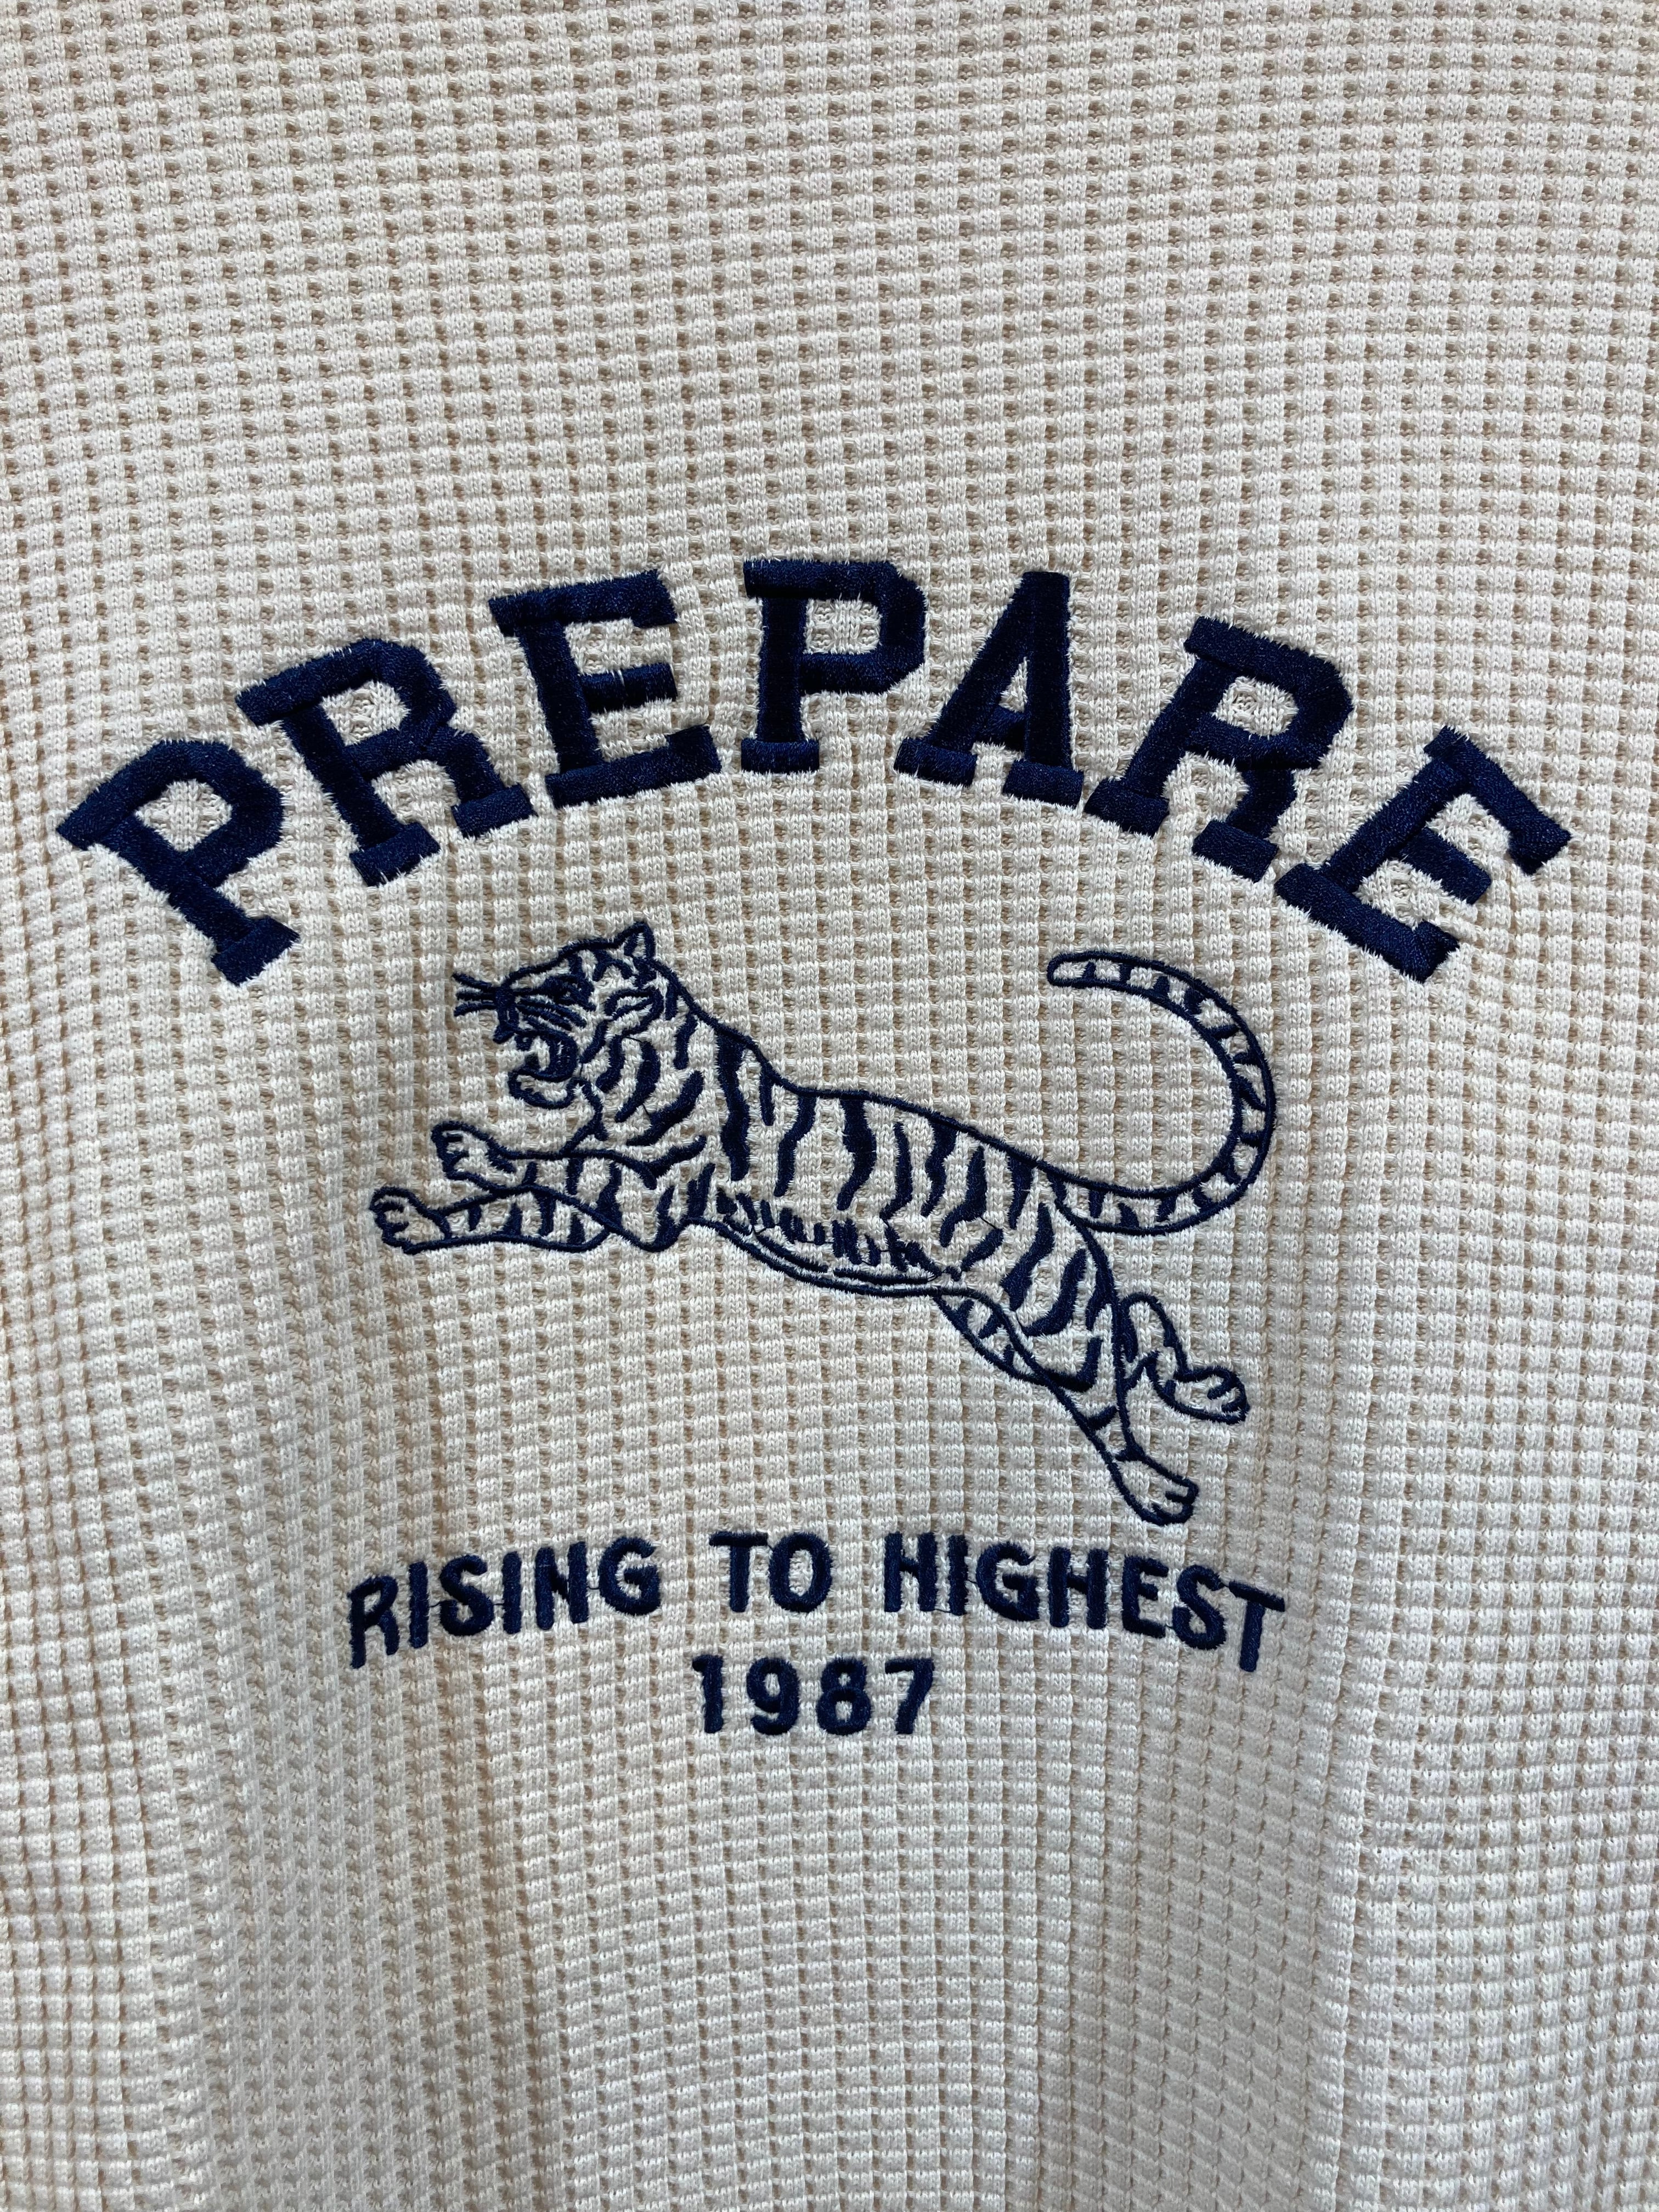 PREPARE
RISING TO HIGHEST
1987